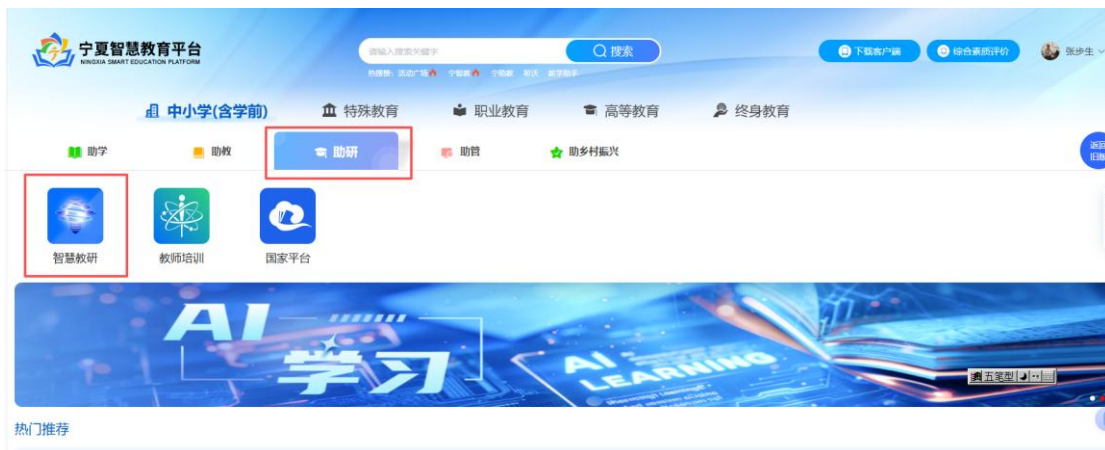 宁夏智慧教育平台
NINGXIA SMART EDUCATION PLATFORM
请输入搜索关键字
搜索
下载客户端
综合素质评价
张步生
中小学(含学前)
特殊教育
职业教育
高等教育
终身教育
助学
助教
助研
助管
助乡村振兴
返回
智慧教研
教师培训
国家平台
AI
学习
AI
LEARNING
五笔型
热门推荐